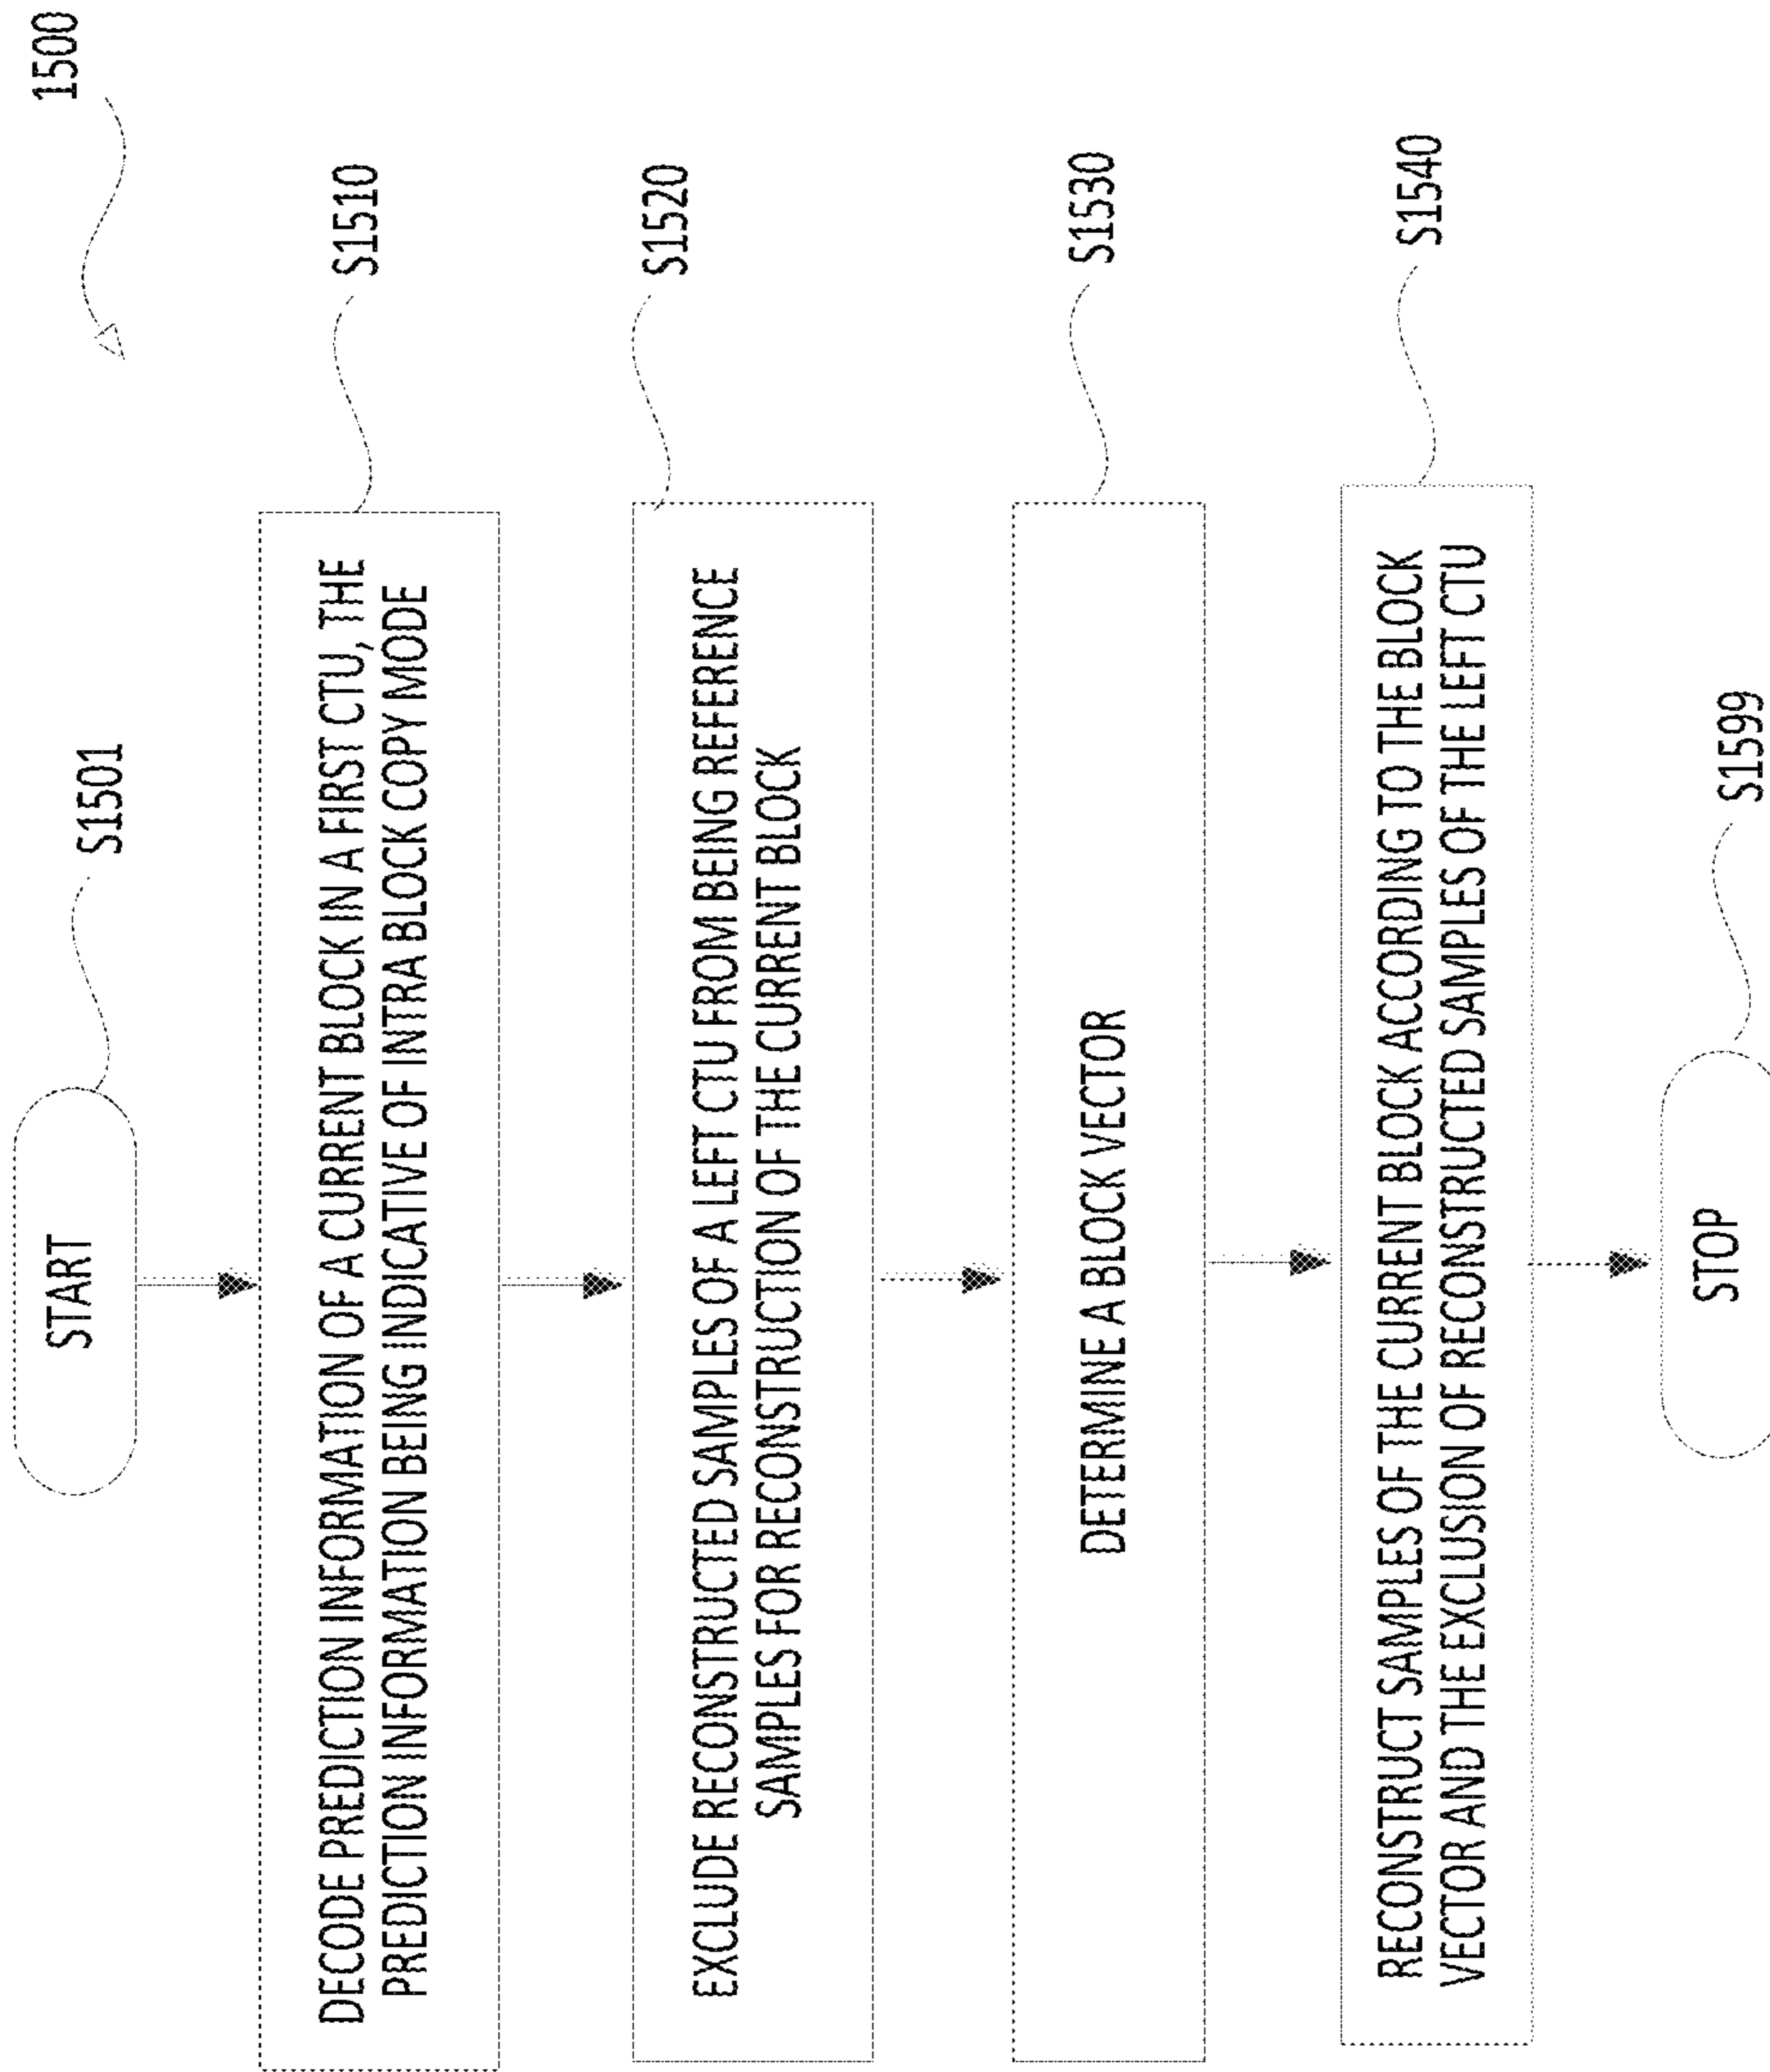 1500
START
S1501
DECODE PREDICTION INFORMATION OF A CURRENT BLOCK IN A FIRST CTU, THE
PREDICTION INFORMATION BEING INDICATIVE OF INTRA BLOCK COPY MODE
S1510
EXCLUDE RECONSTRUCTED SAMPLES OF A LEFT CTU FROM BEING REFERENCE
SAMPLES FOR RECONSTRUCTION OF THE CURRENT BLOCK
S1520
DETERMINE A BLOCK VECTOR
S1530
RECONSTRUCT SAMPLES OF THE CURRENT BLOCK ACCORDING TO THE BLOCK
VECTOR AND THE EXCLUSION OF RECONSTRUCTED SAMPLES OF THE LEFT CTU
S1540
STOP
S1599